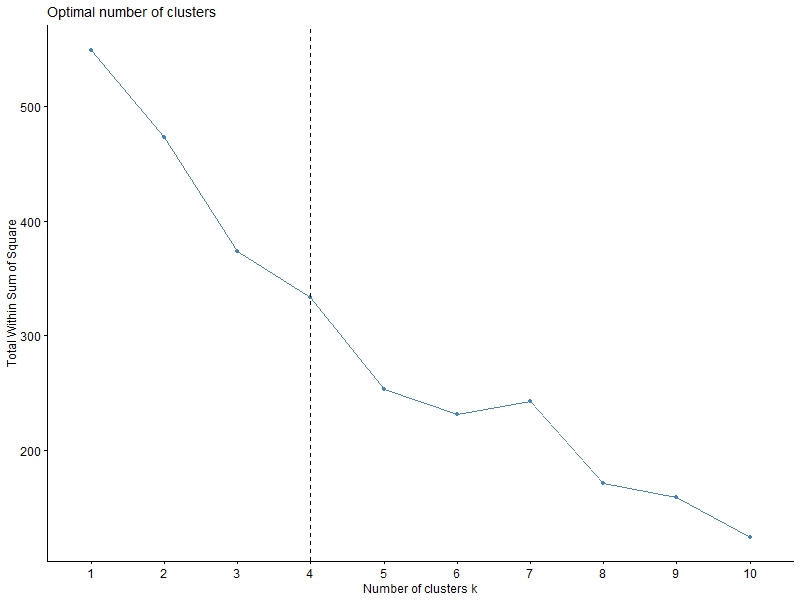 Optimal number of clusters
500
400
300
200
Total Within Sum of Square
1 2 3 4 5 6 7 8 9 10
Number of clusters k